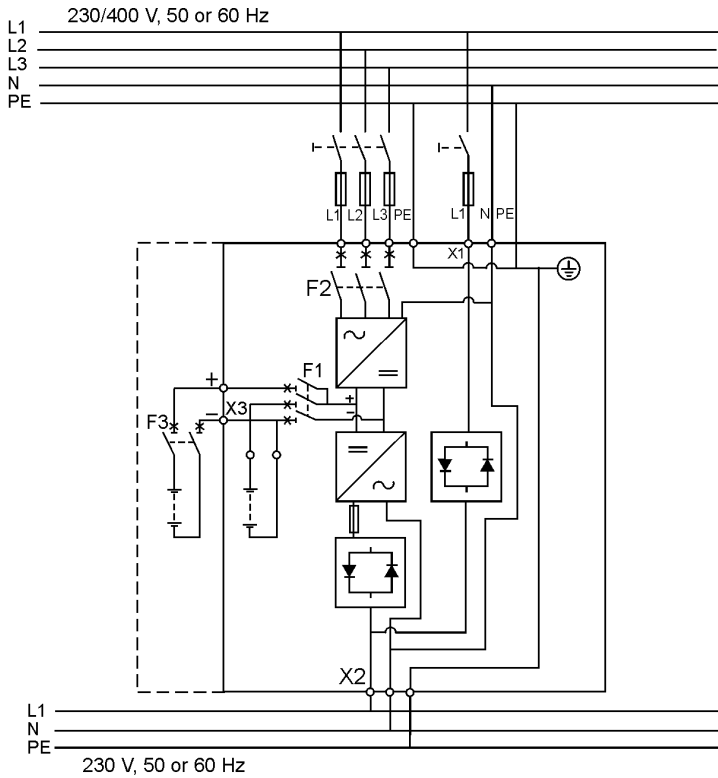 230/400 V, 50 or 60 Hz
L1
L2
L3
N
PE
L1 L2 L3 PE L1 N PE
X1
F2
F1
+
+
F3 − X3 −
X2
L1
N
PE
230 V, 50 or 60 Hz